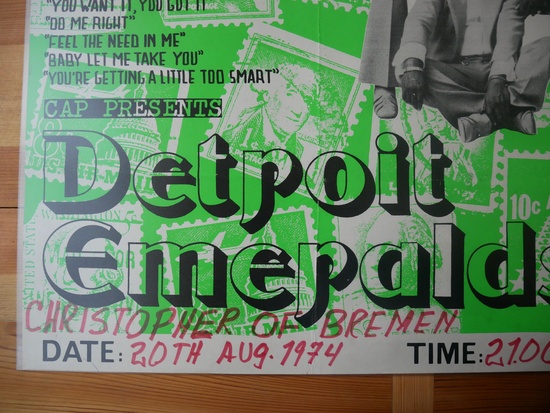 "YOU WANT IT, YOU GOT IT"
"DO ME RIGHT"
"FEEL THE NEED IN ME"
"BABY LET ME TAKE YOU"
"YOU'RE GETTING A LITTLE TOO SMART"
CAP PRESENTS
Detroit
10c
Emeralds
CHRISTOPHER OF BREMEN
DATE: 20TH AUG. 1974 TIME: 21.00